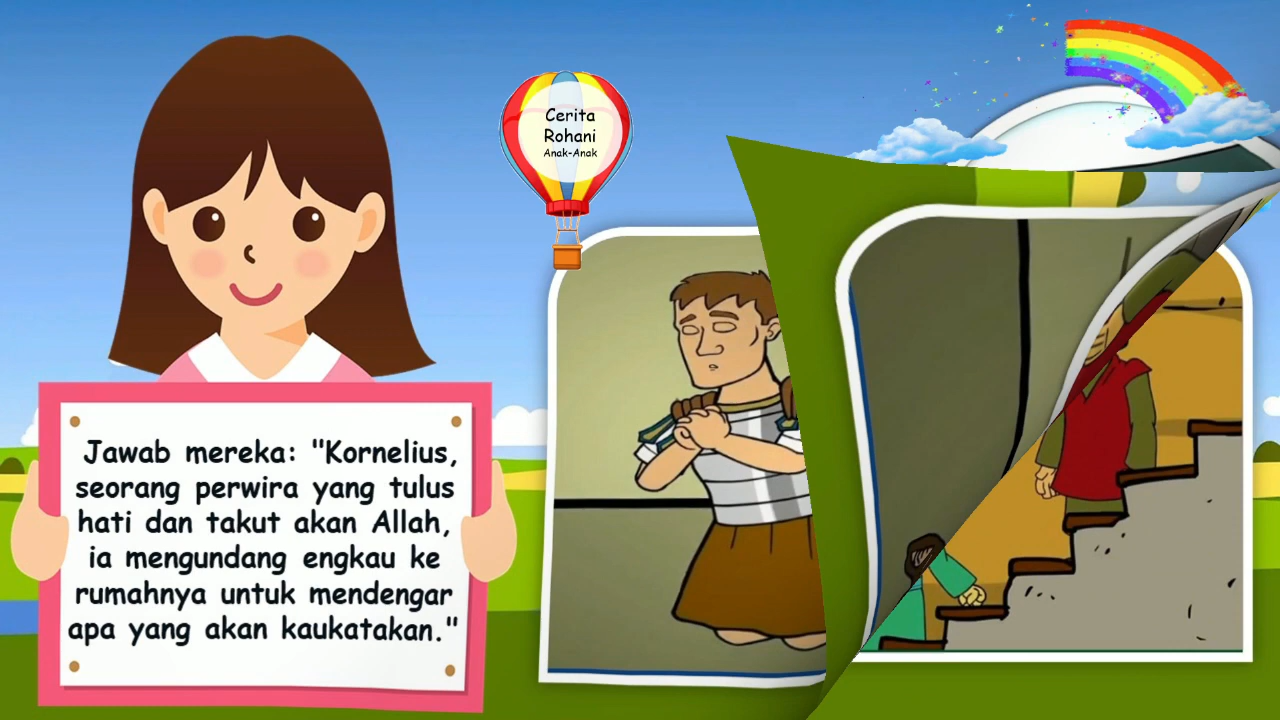 Cerita
Rohani
Anak-Anak
Jawab mereka: "Kornelius,
seorang perwira yang tulus
hati dan takut akan Allah,
ia mengundang engkau ke
rumahnya untuk mendengar
apa yang akan kaukatakan."